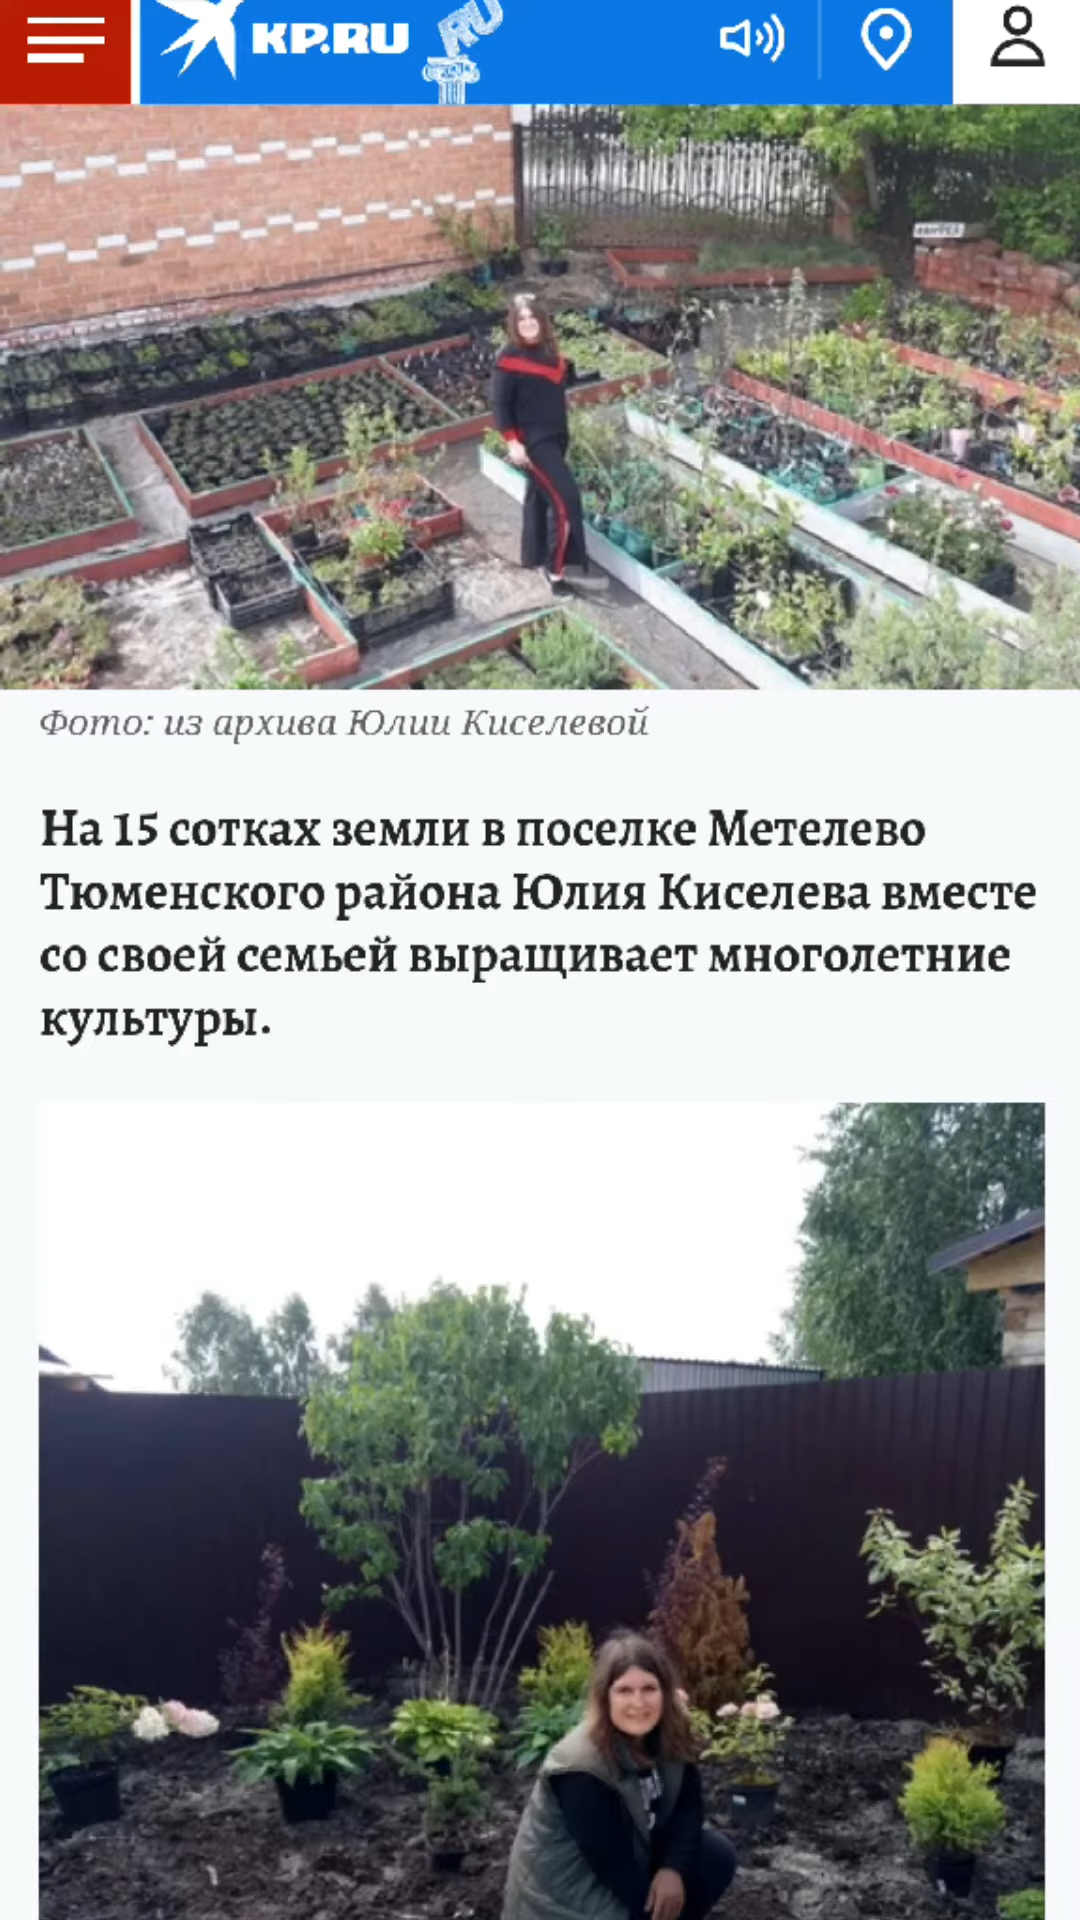 KP.RU
RU
Фото: из архива Юлии Киселевой
На 15 сотках земли в поселке Метелево
Тюменского района Юлия Киселева вместе
со своей семьей выращивает многолетние
культуры.